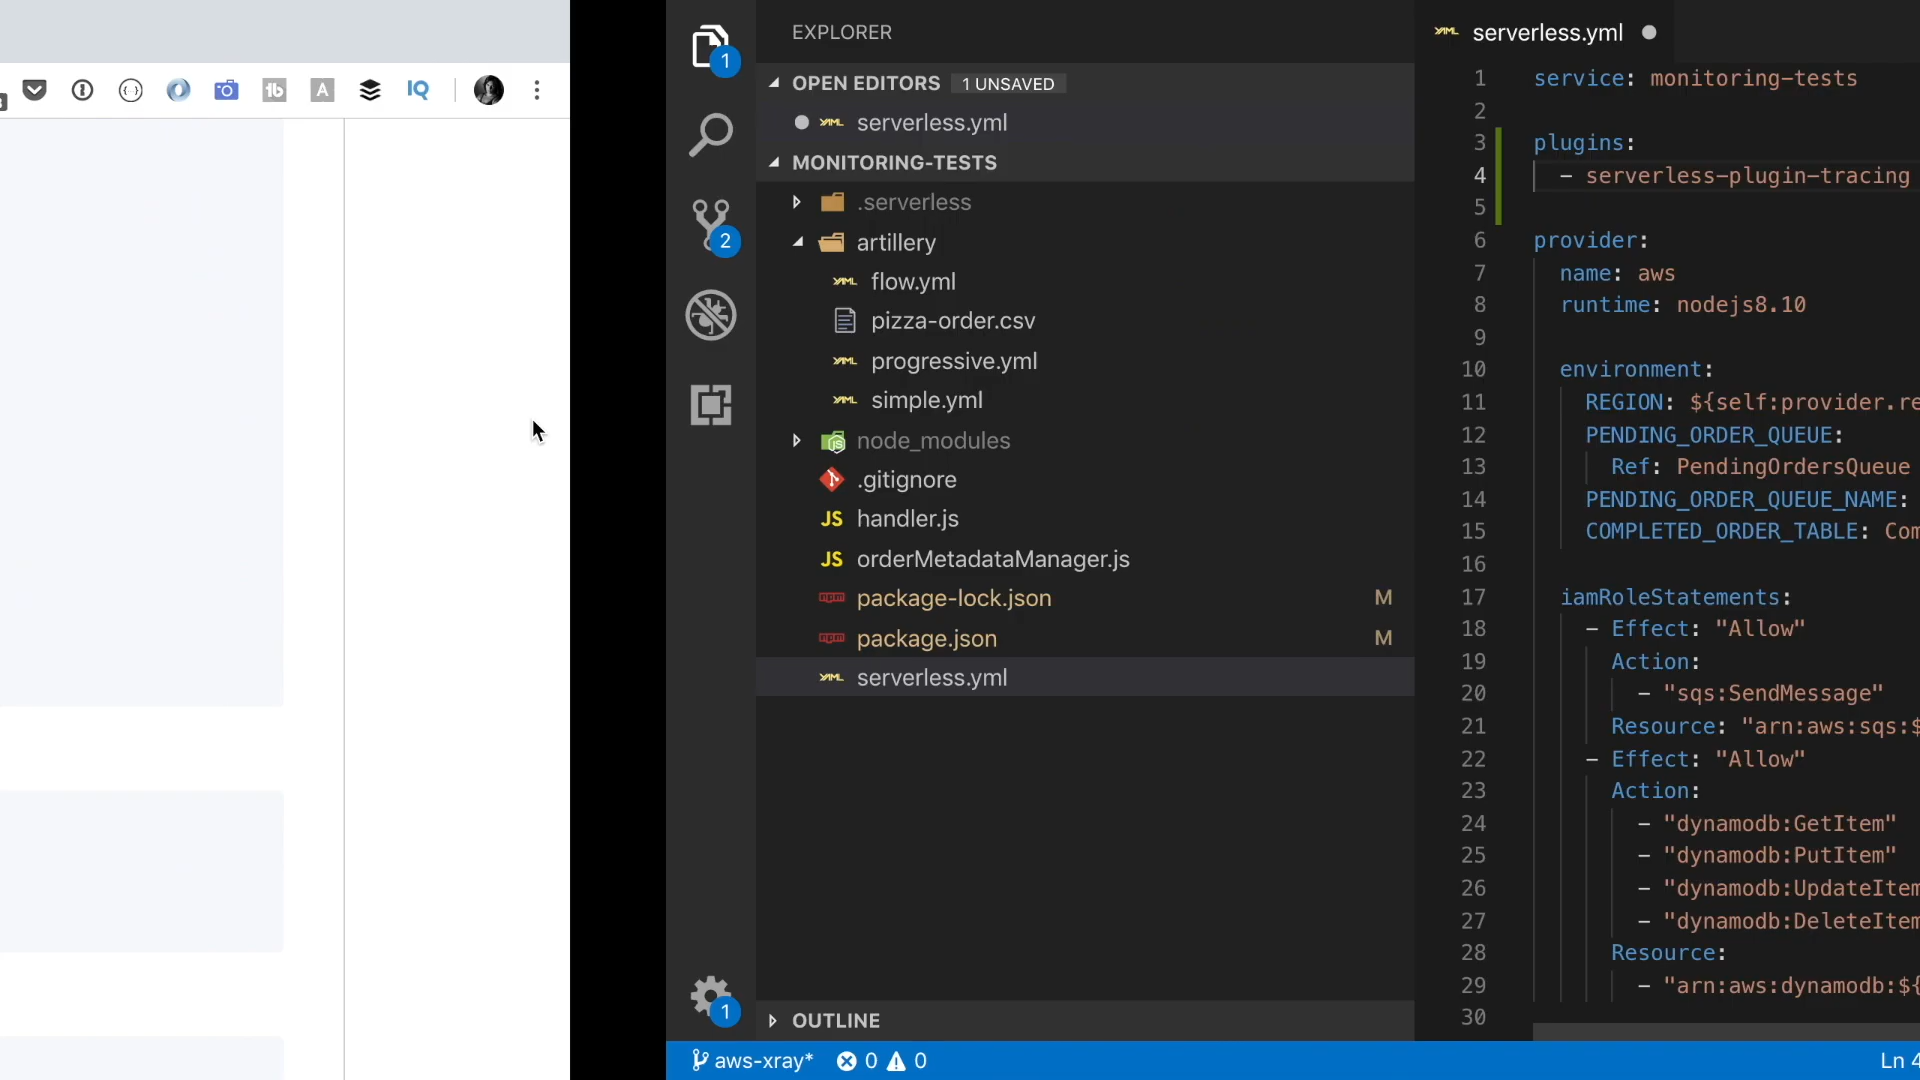 IQ
EXPLORER
1
OPEN EDITORS 1 UNSAVED
serverless.yml
MONITORING-TESTS
.serverless
2
artillery
flow.yml
pizza-order.csv
progressive.yml
simple.yml
node_modules
.gitignore
JS handler.js
JS orderMetadataManager.js
package-lock.json M
package.json M
serverless.yml
1
OUTLINE
aws-xray* 0 0
serverless.yml
1 service: monitoring-tests
2
3 plugins:
4 - serverless-plugin-tracing
5
6 provider:
7 name: aws
8 runtime: nodejs8.10
9
10 environment:
11 REGION: ${self:provider.re
12 PENDING_ORDER_QUEUE:
13 Ref: PendingOrdersQueue
14 PENDING_ORDER_QUEUE_NAME:
15 COMPLETED_ORDER_TABLE: Com
16
17 iamRoleStatements:
18 - Effect: "Allow"
19 Action:
20 - "sqs:SendMessage"
21 Resource: "arn:aws:sqs:$
22 - Effect: "Allow"
23 Action:
24 - "dynamodb:GetItem"
25 - "dynamodb:PutItem"
26 - "dynamodb:UpdateItem
27 - "dynamodb:DeleteItem
28 Resource:
29 - "arn:aws:dynamodb:${
30
Ln 4